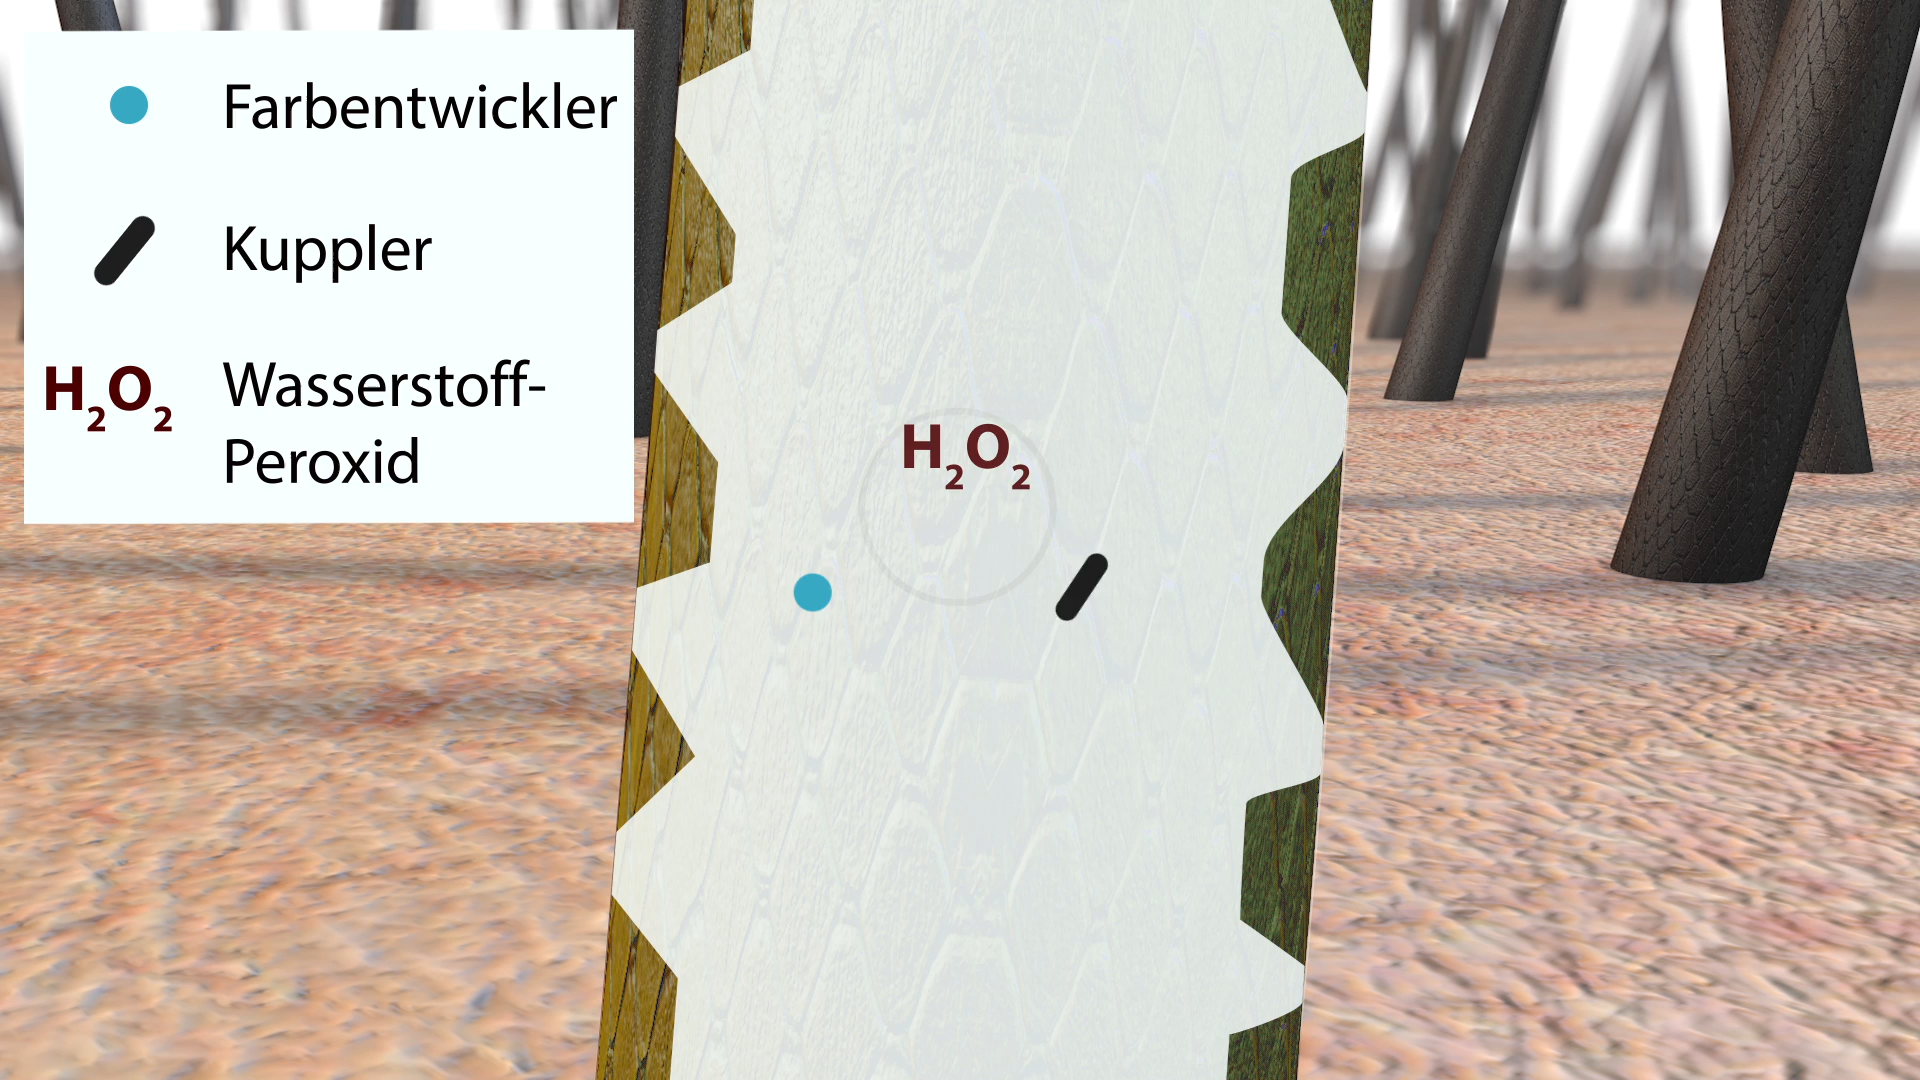 Farbentwickler
Kuppler
H₂O₂ Wasserstoff-
Peroxid
H₂O₂